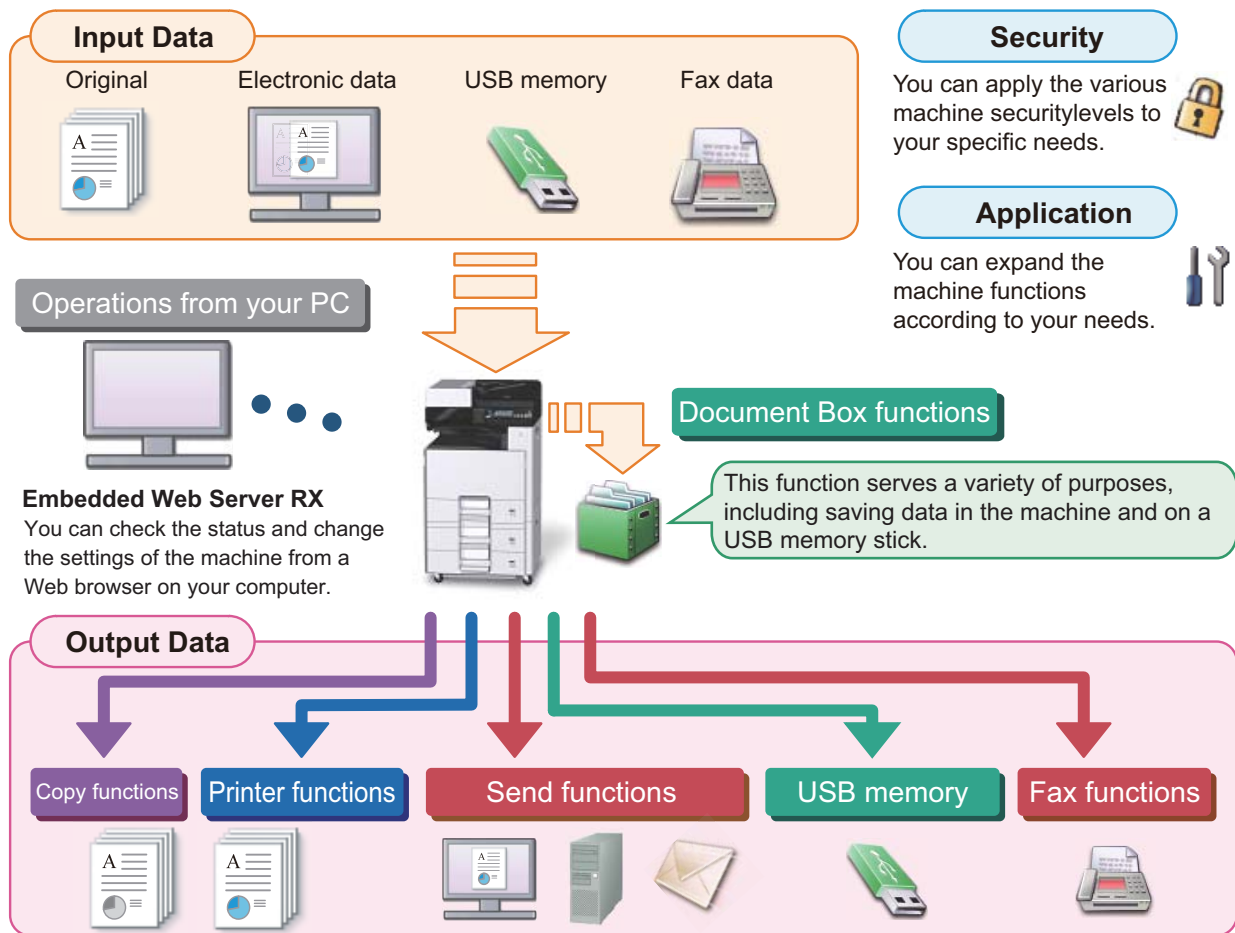 Input Data
Original
Electronic data
USB memory
Fax data
A
A
A
Security
You can apply the various
machine securitylevels to
your specific needs.
Application
You can expand the
machine functions
according to your needs.
Operations from your PC
Embedded Web Server RX
You can check the status and change
the settings of the machine from a
Web browser on your computer.
Document Box functions
This function serves a variety of purposes,
including saving data in the machine and on a
USB memory stick.
Output Data
Copy functions
Printer functions
Send functions
USB memory
Fax functions
A
A
A